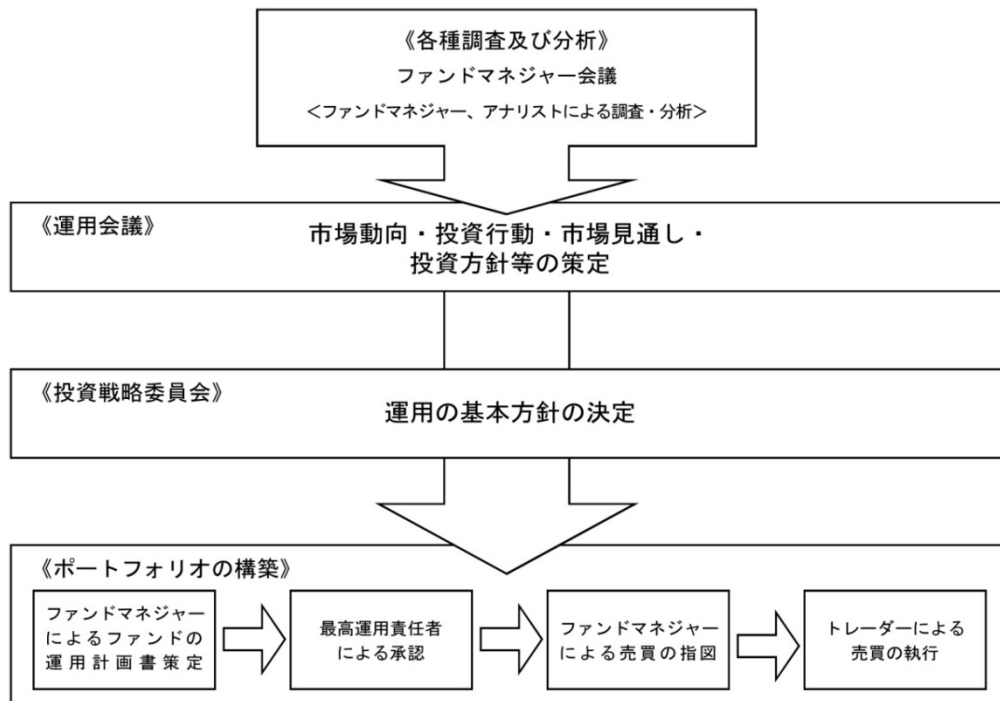 《各種調査及び分析》
ファンドマネジャー会議
＜ファンドマネジャー、アナリストによる調査・分析＞
《運用会議》
市場動向・投資行動・市場見通し・
投資方針等の策定
《投資戦略委員会》
運用の基本方針の決定
《ポートフォリオの構築》
ファンドマネジャー
によるファンドの
運用計画書策定
最高運用責任者
による承認
ファンドマネジャー
による売買の指図
トレーダーによる
売買の執行